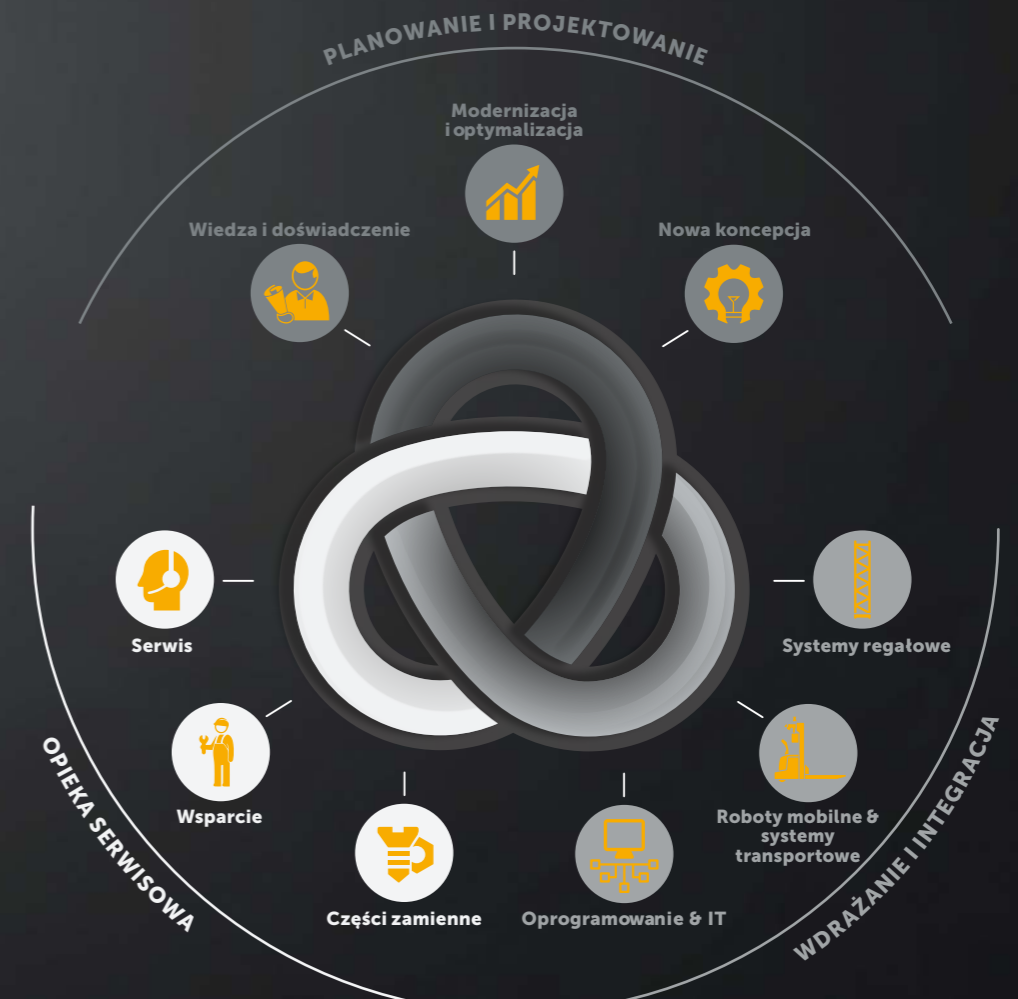 PLANOWANIE I PROJEKTOWANIE
Modernizacja
i optymalizacja
Wiedza i doświadczenie
Nowa koncepcja
Serwis
Systemy regałowe
Wsparcie
Roboty mobilne &
systemy
transportowe
Części zamienne
Oprogramowanie & IT
OPIEKA SERWISOWA
WDRAŻANIE I INTEGRACJA